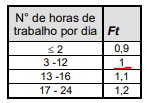 N° de horas de
trabalho por dia Ft
≤ 2 0,9
3 -12 1
13 -16 1,1
17 - 24 1,2